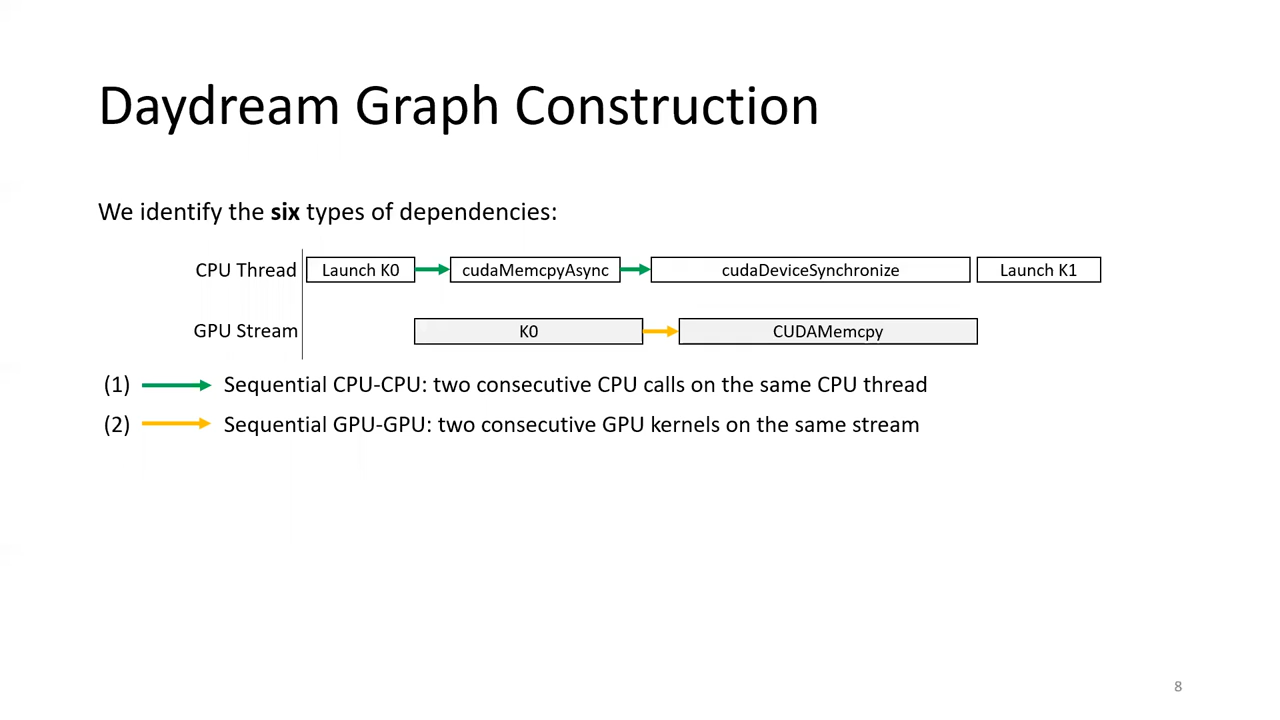 Daydream Graph Construction
We identify the six types of dependencies:
CPU Thread Launch K0 cudaMemcpyAsync cudaDeviceSynchronize Launch K1
GPU Stream K0 CUDAMemcpy
(1) Sequential CPU-CPU: two consecutive CPU calls on the same CPU thread
(2) Sequential GPU-GPU: two consecutive GPU kernels on the same stream
8